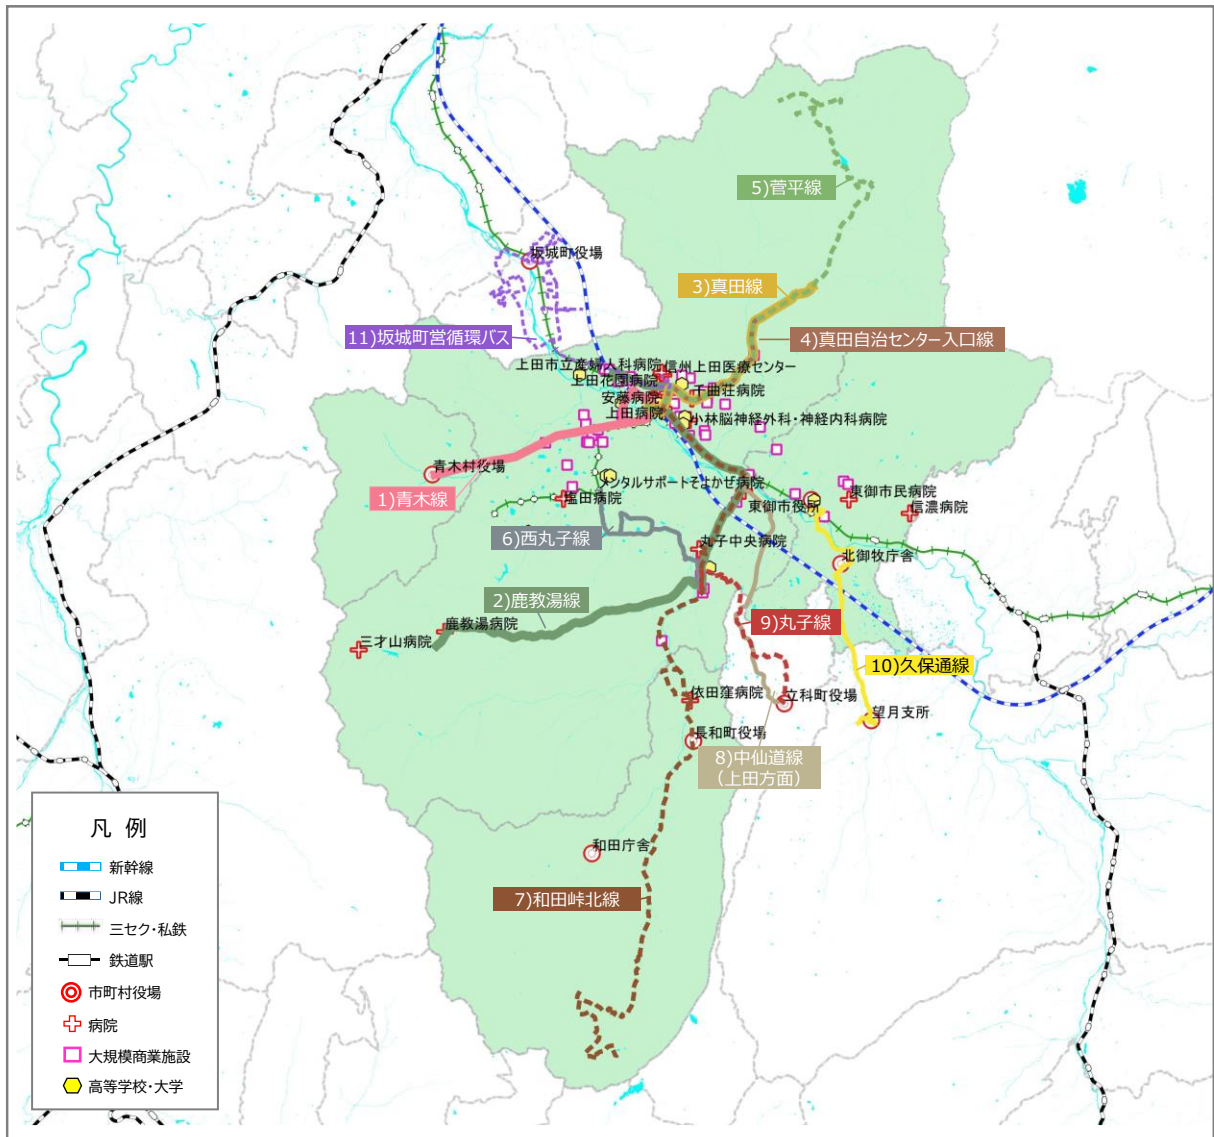 5)菅平線
坂城町役場
3)真田線
11)坂城町営循環バス
4)真田自治センター入口線
上田市立産婦人科病院
信州上田医療センター
上田花園病院
千曲荘病院
安藤病院
上田病院
小林脳神経外科・神経内科病院
青木村役場
1)青木線
メンタルサポートそよかぜ病院
塩田病院
東御市民病院
東御市役所
信濃病院
6)西丸子線
丸子中央病院
北御牧庁舎
2)鹿教湯線
鹿教湯病院
9)丸子線
三才山病院
10)久保通線
依田窪病院
立科町役場
望月支所
長和町役場
8)中仙道線
(上田方面)
和田庁舎
7)和田峠北線
凡 例
新幹線
JR線
三セク・私鉄
鉄道駅
市町村役場
病院
大規模商業施設
高等学校・大学